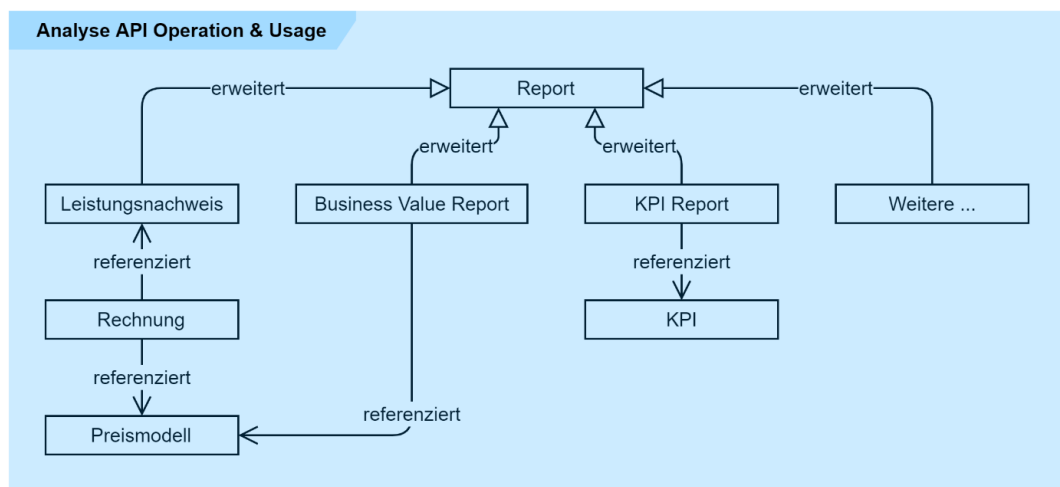 Analyse API Operation & Usage
Report
erweitert
erweitert
erweitert
erweitert
Leistungsnachweis
Business Value Report
KPI Report
Weitere ...
referenziert
referenziert
Rechnung
KPI
referenziert
referenziert
Preismodell